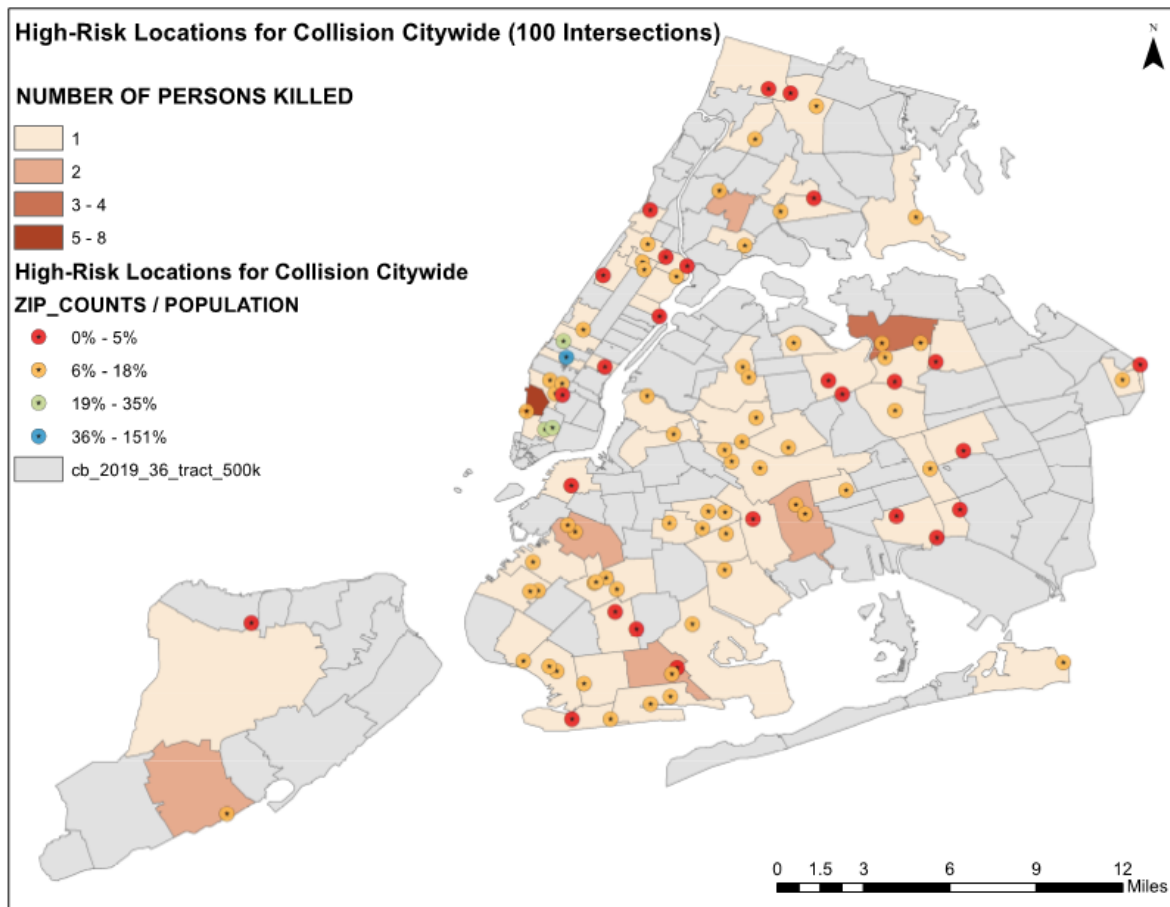 High-Risk Locations for Collision Citywide (100 Intersections)
N
NUMBER OF PERSONS KILLED
1
2
3 - 4
5 - 8
High-Risk Locations for Collision Citywide
ZIP_COUNTS / POPULATION
0% - 5%
6% - 18%
19% - 35%
36% - 151%
cb_2019_36_tract_500k
0 1.5 3 6 9 12
Miles